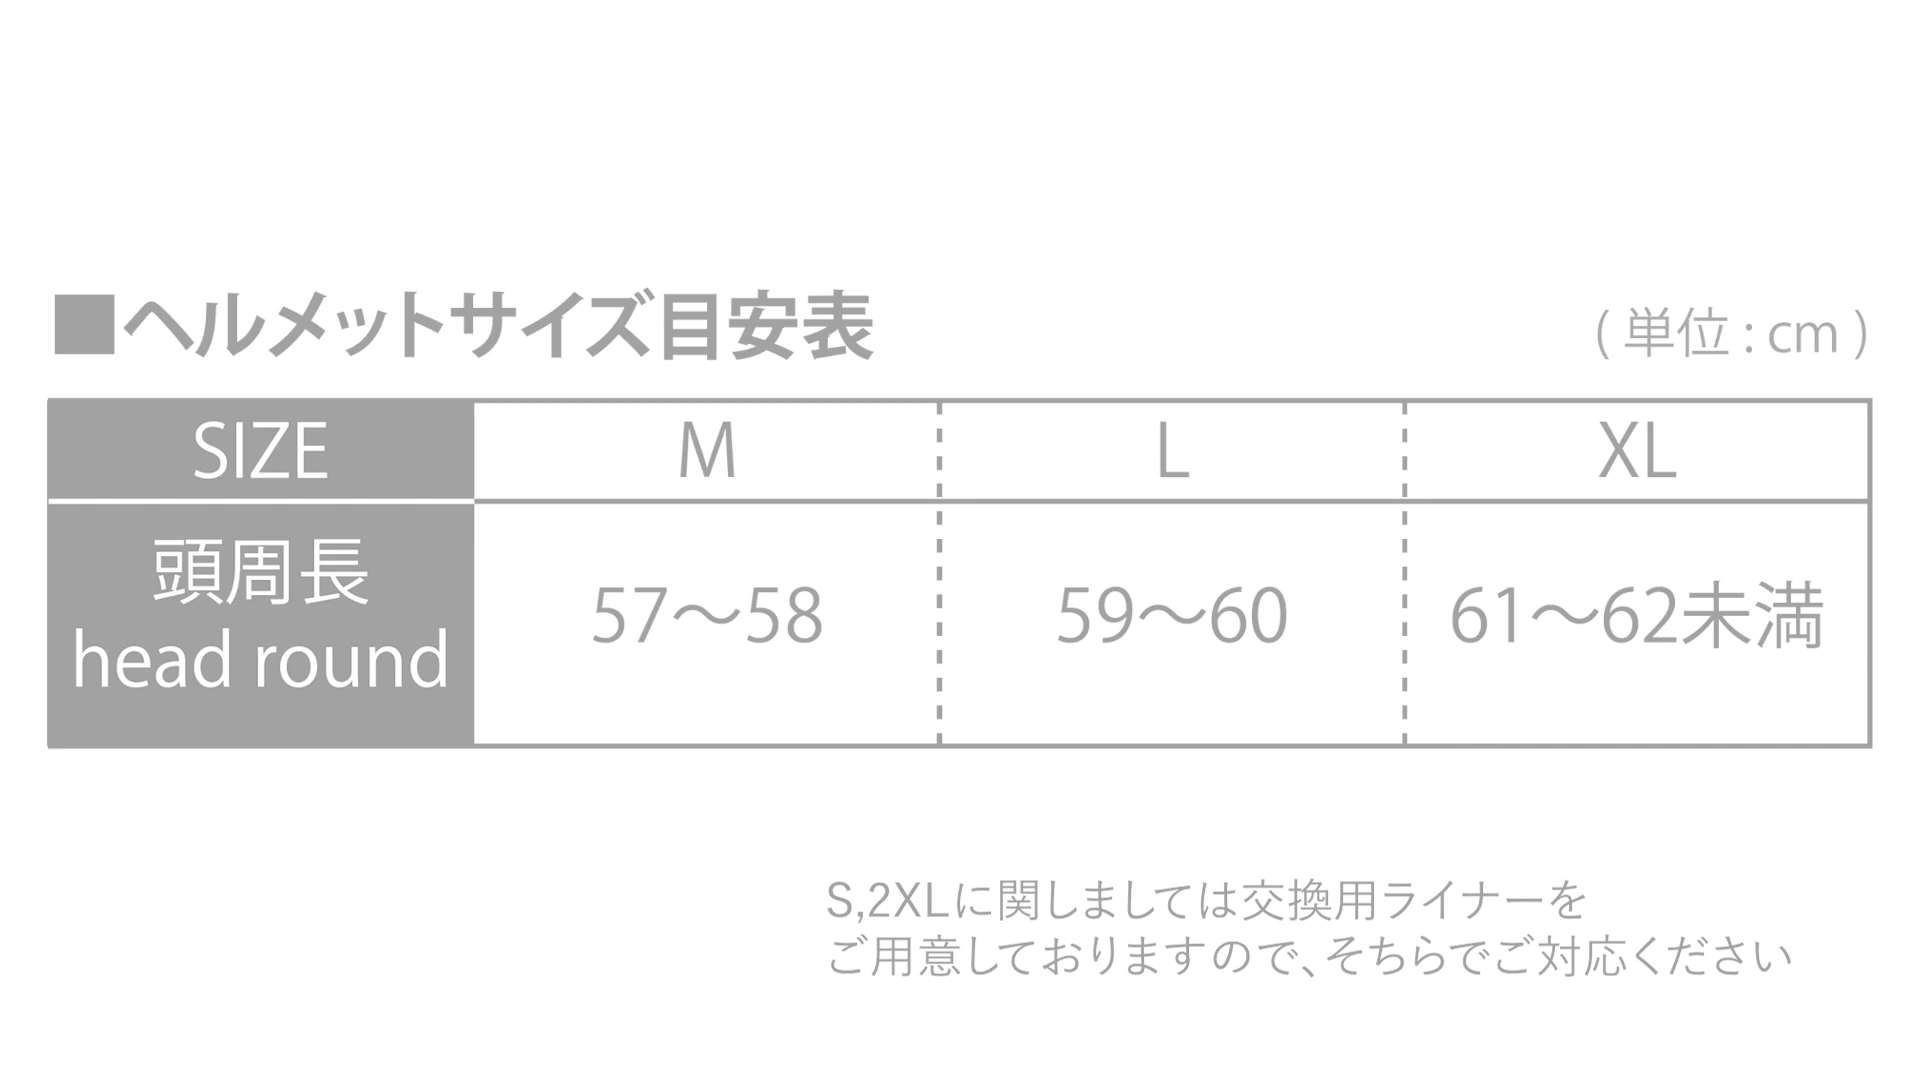 ■ヘルメットサイズ目安表
( 単位 : cm )
SIZE M L XL
頭周長
head round
57～58 59～60 61～62未満
S,2XLに関しましては交換用ライナーを
ご用意しておりますので、そちらでご対応ください